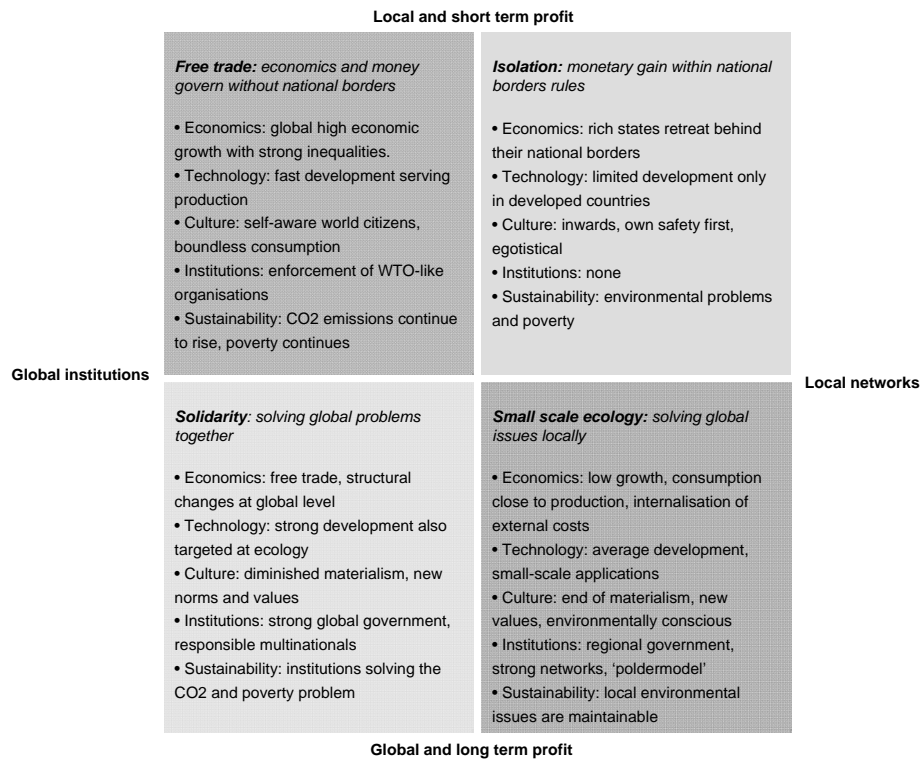 Local and short term profit
Free trade: economics and money
govern without national borders
• Economics: global high economic
growth with strong inequalities.
• Technology: fast development serving
production
• Culture: self-aware world citizens,
boundless consumption
• Institutions: enforcement of WTO-like
organisations
• Sustainability: CO2 emissions continue
to rise, poverty continues
Isolation: monetary gain within national
borders rules
• Economics: rich states retreat behind
their national borders
• Technology: limited development only
in developed countries
• Culture: inwards, own safety first,
egotistical
• Institutions: none
• Sustainability: environmental problems
and poverty
Global institutions
Local networks
Solidarity: solving global problems
together
• Economics: free trade, structural
changes at global level
• Technology: strong development also
targeted at ecology
• Culture: diminished materialism, new
norms and values
• Institutions: strong global government,
responsible multinationals
• Sustainability: institutions solving the
CO2 and poverty problem
Small scale ecology: solving global
issues locally
• Economics: low growth, consumption
close to production, internalisation of
external costs
• Technology: average development,
small-scale applications
• Culture: end of materialism, new
values, environmentally conscious
• Institutions: regional government,
strong networks, ‘poldermodel’
• Sustainability: local environmental
issues are maintainable
Global and long term profit